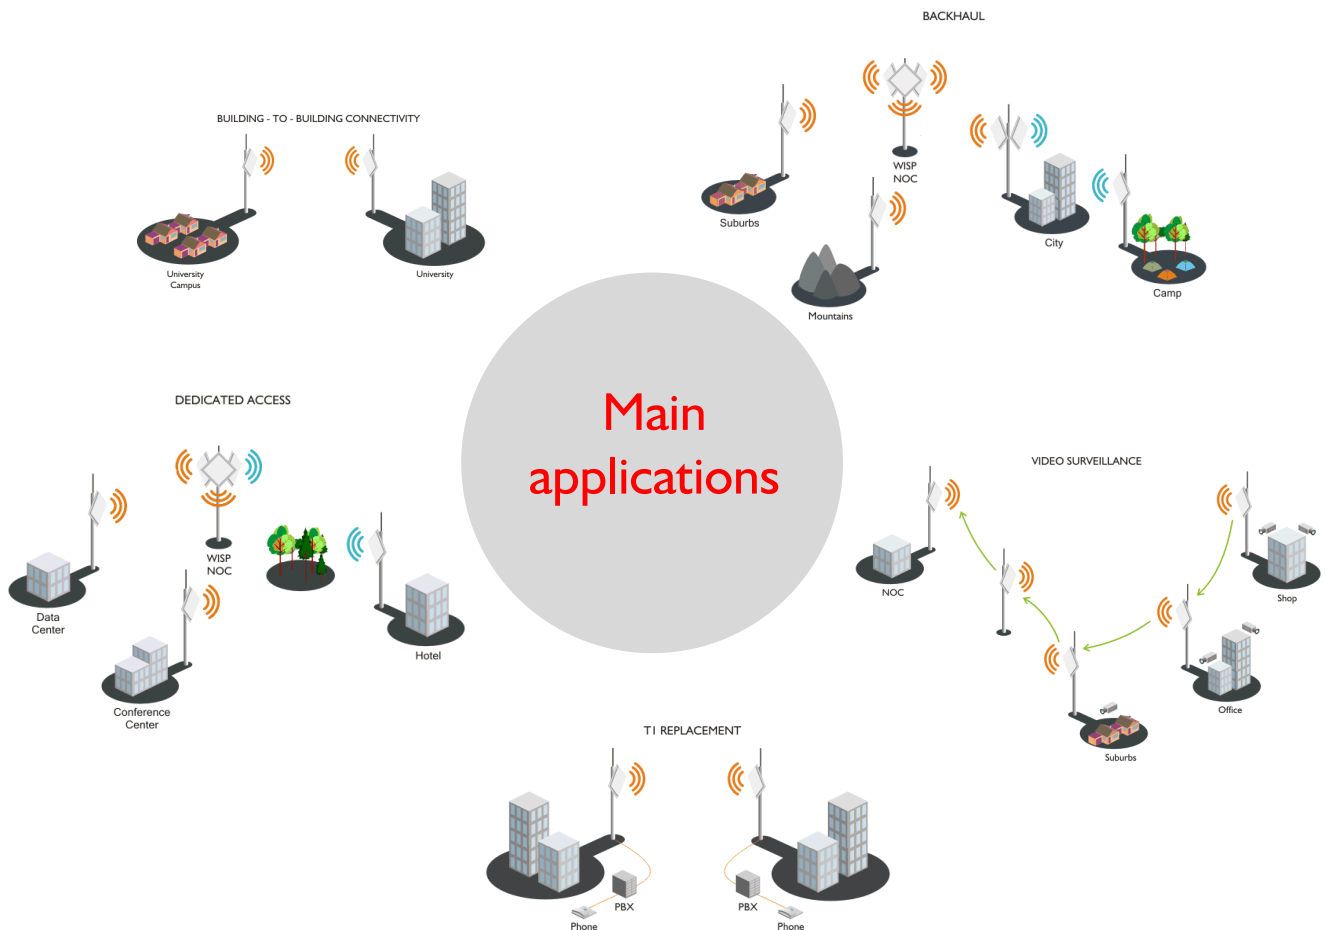 BACKHAUL
WISP
NOC
Suburbs
City
Mountains
Camp
BUILDING - TO - BUILDING CONNECTIVITY
University
Campus
University
Main
applications
DEDICATED ACCESS
WISP
NOC
Data
Center
Hotel
Conference
Center
VIDEO SURVEILLANCE
NOC
Shop
Office
Suburbs
T1 REPLACEMENT
PBX
Phone
PBX
Phone